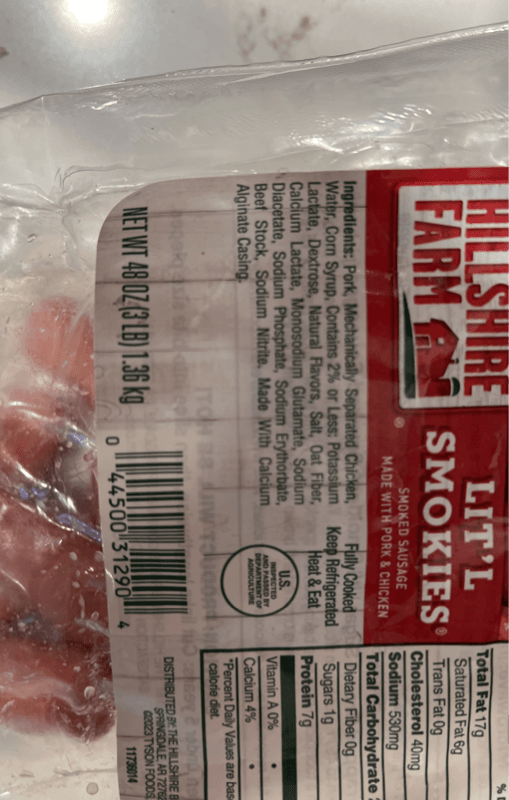 HILLSHIRE
FARM
®
LIT'L
SMOKIES®
SMOKED SAUSAGE
MADE WITH PORK & CHICKEN
Ingredients: Pork, Mechanically Separated Chicken,
Water, Corn Syrup, Contains 2% or Less: Potassium
Lactate, Dextrose, Natural Flavors, Salt, Oat Fiber,
Calcium Lactate, Monosodium Glutamate, Sodium
Diacetate, Sodium Phosphate, Sodium Erythorbate,
Beef Stock, Sodium Nitrite. Made With Calcium
Alginate Casing.
Fully Cooked
Keep Refrigerated
Heat & Eat
U.S.
INSPECTED
AND PASSED BY
DEPARTMENT OF
AGRICULTURE
NET WT 48 OZ (3 LB) 1.36 kg
0 44500 31290 4
Total Fat 17g
Saturated Fat 6g
Trans Fat 0g
Cholesterol 40mg
Sodium 530mg
Total Carbohydrate
Dietary Fiber 0g
Sugars 1g
Protein 7g
Vitamin A 0% •
Calcium 4% •
*Percent Daily Values are bas
calorie diet.
DISTRIBUTED BY: THE HILLSHIRE B
SPRINGDALE, AR 7276
©2023 TYSON FOODS
11736014